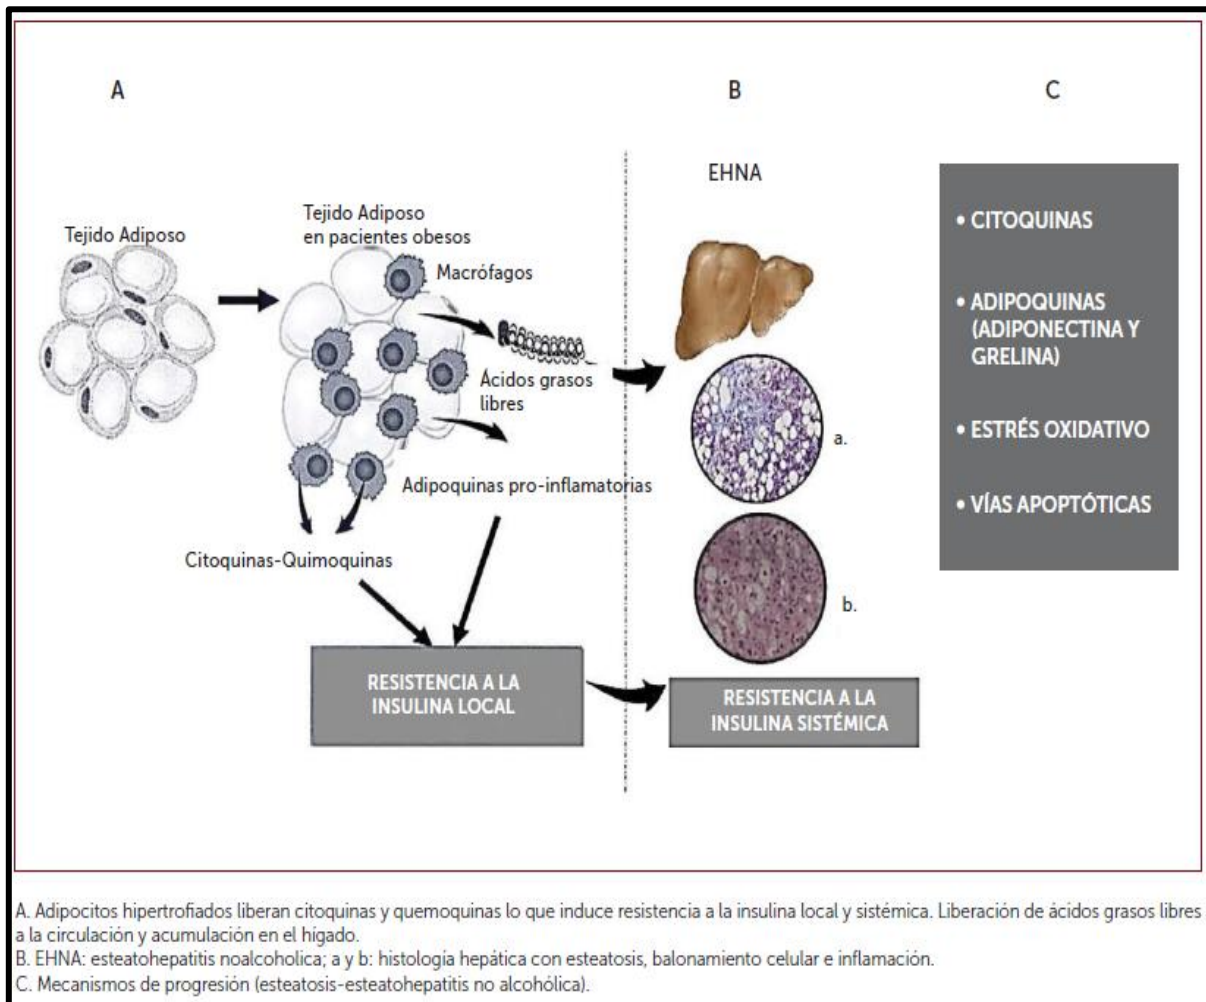 A
B
C
EHNA
Tejido Adiposo
Tejido Adiposo
en pacientes obesos
Macrófagos
Ácidos grasos
libres
Adipoquinas pro-inflamatorias
Citoquinas-Quimoquinas
RESISTENCIA A LA
INSULINA LOCAL
a.
b.
RESISTENCIA A LA
INSULINA SISTÉMICA
• CITOQUINAS
• ADIPOQUINAS
(ADIPONECTINA Y
GRELINA)
• ESTRÉS OXIDATIVO
• VÍAS APOPTÓTICAS
A. Adipocitos hipertrofiados liberan citoquinas y quemoquinas lo que induce resistencia a la insulina local y sistémica. Liberación de ácidos grasos libres
a la circulación y acumulación en el hígado.
B. EHNA: esteatohepatitis noalcoholica; a y b: histología hepática con esteatosis, balonamiento celular e inflamación.
C. Mecanismos de progresión (esteatosis-esteatohepatitis no alcohólica).